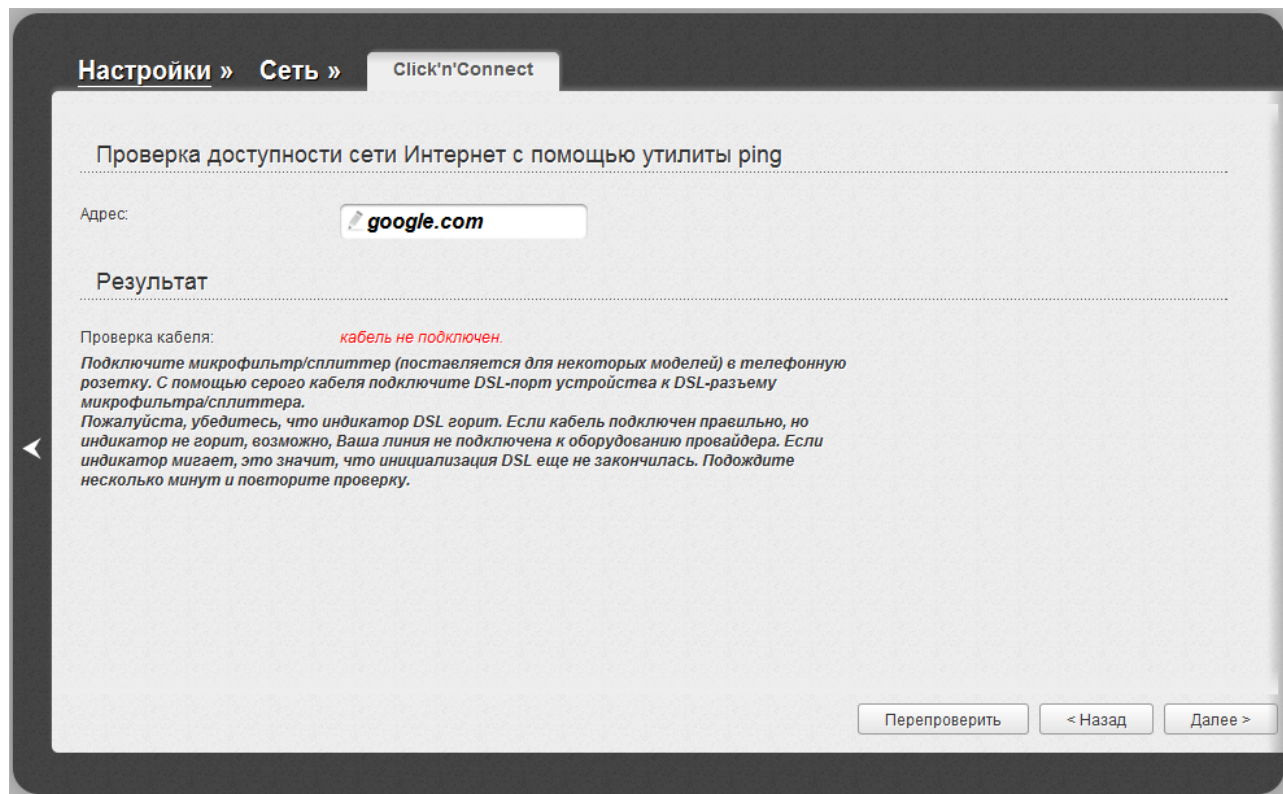 Настройки » Сеть » Click'n'Connect
Проверка доступности сети Интернет с помощью утилиты ping
Адрес: google.com
Результат
Проверка кабеля: кабель не подключен.
Подключите микрофильтр/сплиттер (поставляется для некоторых моделей) в телефонную
розетку. С помощью серого кабеля подключите DSL-порт устройства к DSL-разъему
микрофильтра/сплиттера.
Пожалуйста, убедитесь, что индикатор DSL горит. Если кабель подключен правильно, но
индикатор не горит, возможно, Ваша линия не подключена к оборудованию провайдера. Если
индикатор мигает, это значит, что инициализация DSL еще не закончилась. Подождите
несколько минут и повторите проверку.
Перепроверить < Назад Далее >